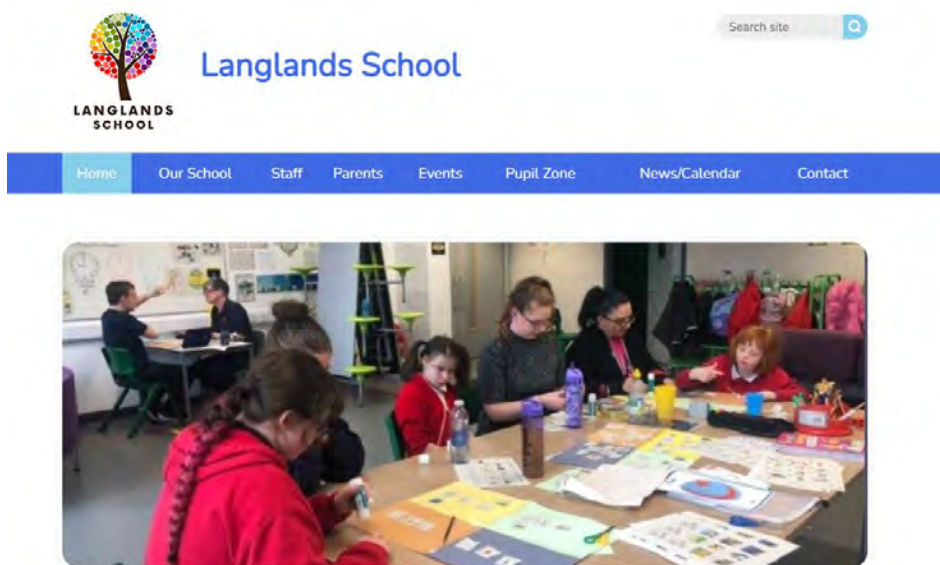 LANGLANDS
SCHOOL
Langlands School
Search site
Home Our School Staff Parents Events Pupil Zone News/Calendar Contact